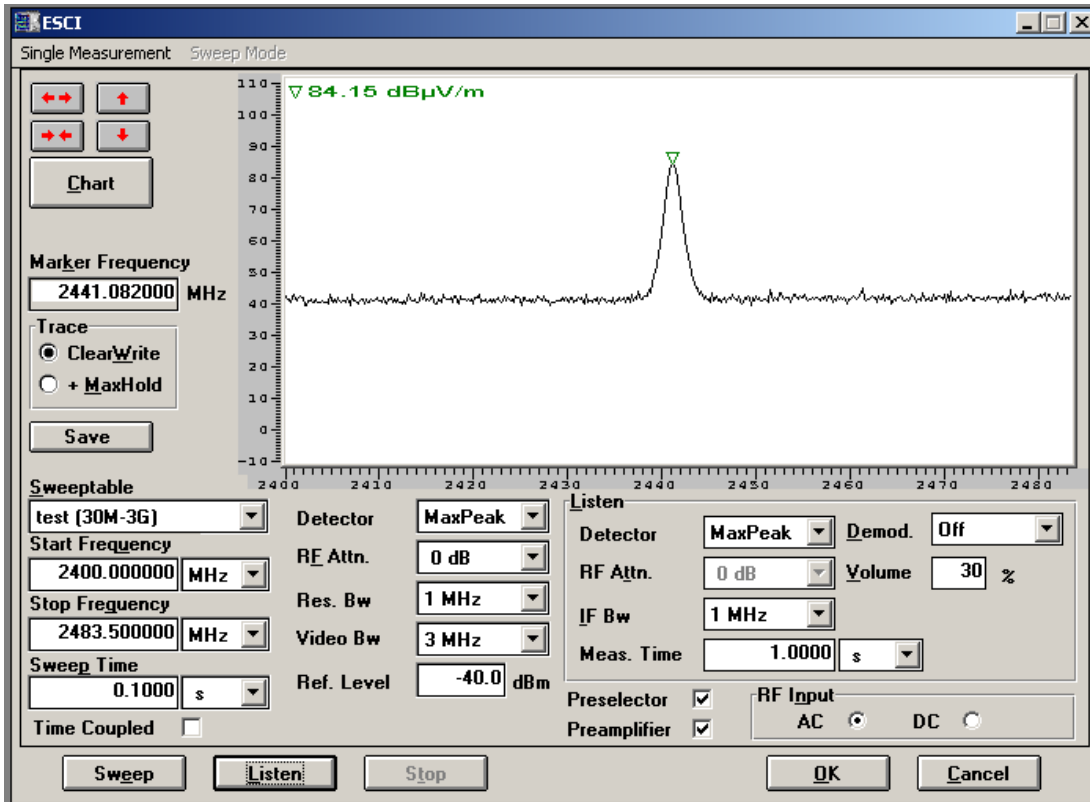 ESCI
Single Measurement Sweep Mode
▽84.15 dBµV/m
Chart
Marker Frequency
2441.082000 MHz
Trace
ClearWrite
+ MaxHold
Save
110
100
90
80
70
60
50
40
30
20
10
0
-10
2400 2410 2420 2430 2440 2450 2460 2470 2480
Sweeptable
test (30M-3G)
Start Frequency
2400.000000 MHz
Stop Frequency
2483.500000 MHz
Sweep Time
0.1000 s
Time Coupled
Detector MaxPeak
RF Attn. 0 dB
Res. Bw 1 MHz
Video Bw 3 MHz
Ref. Level -40.0 dBm
Listen
Detector MaxPeak Demod. Off
RF Attn. 0 dB Volume 30 %
IF Bw 1 MHz
Meas. Time 1.0000 s
Preselector
Preamplifier
RF Input
AC DC
Sweep Listen Stop OK Cancel